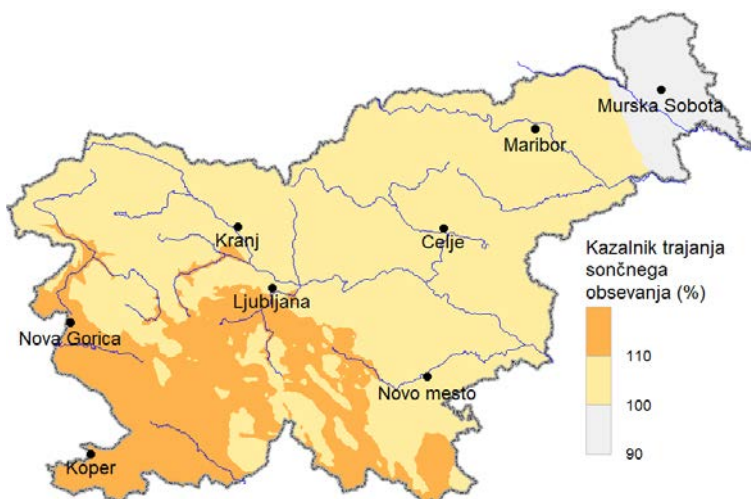 Murska Sobota
Maribor
Kranj
Celje
Ljubljana
Nova Gorica
Novo mesto
Koper
Kazalnik trajanja
sončnega
obsevanja (%)
110
100
90